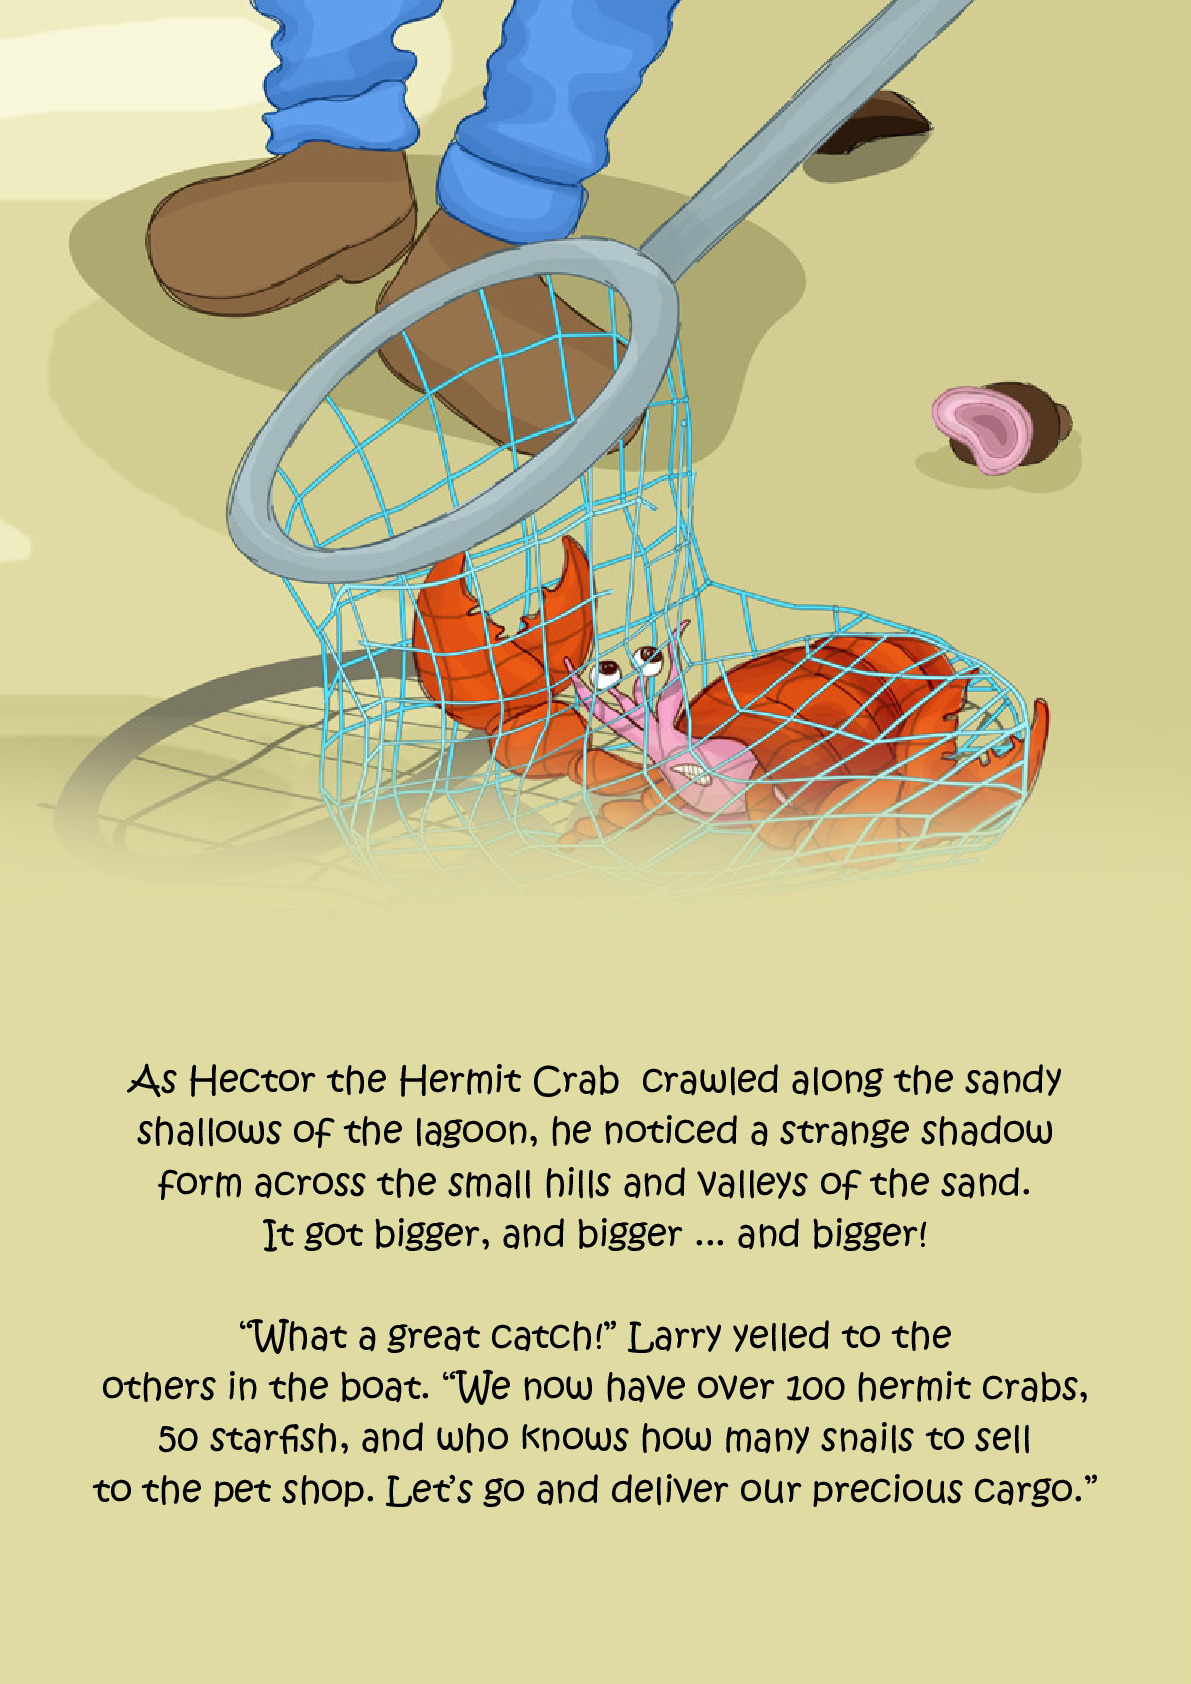 As Hector the Hermit Crab  crawled along the sandy
shallows of the lagoon, he noticed a strange shadow
form across the small hills and valleys of the sand.
It got bigger, and bigger ... and bigger!
“What a great catch!” Larry yelled to the
others in the boat. “We now have over 100 hermit crabs,
50 starfish, and who knows how many snails to sell
to the pet shop. Let’s go and deliver our precious cargo.”